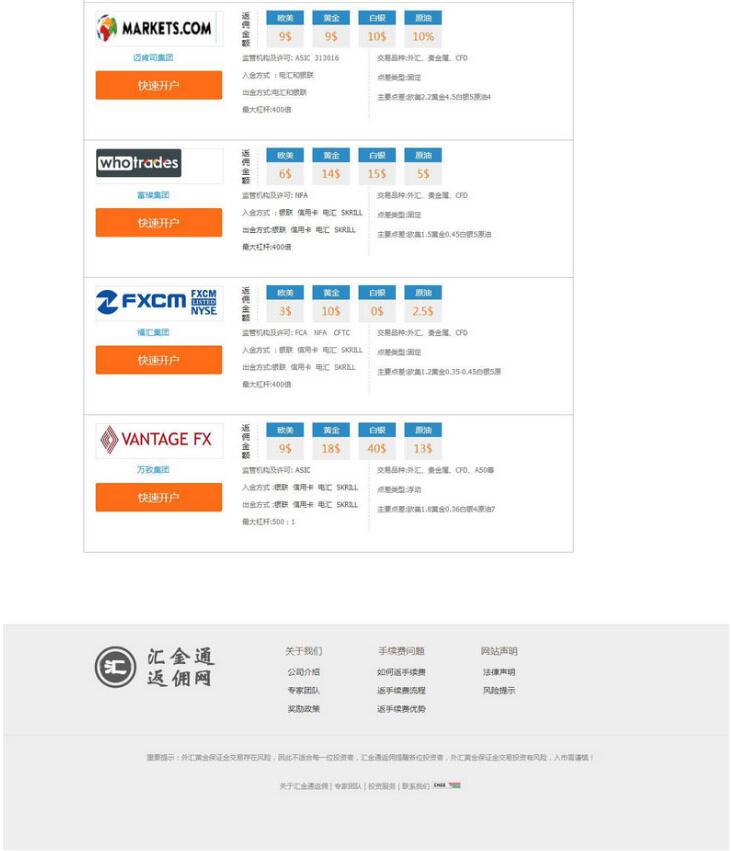 MARKETS.COM
返佣金额 欧美 黄金 白银 原油
9$ 9$ 10$ 10%
迈肯司集团
快速开户
监管机构及许可: ASIC 313016
入金方式 ：电汇和银联
出金方式:电汇和银联
最大杠杆:400倍
交易品种:外汇、贵金属、CFD
点差类型:固定
主要点差:欧美2.2黄金4.5白银5原油4
whotrades
返佣金额 欧美 黄金 白银 原油
6$ 14$ 15$ 5$
集团
快速开户
监管机构及许可: NFA
入金方式 ：银联 信用卡 电汇 SKRILL
出金方式:银联 信用卡 电汇 SKRILL
最大杠杆:400倍
交易品种:外汇、贵金属、CFD
点差类型:固定
主要点差:欧美1.5黄金0.45白银5原油
FXCM FXCM LISTED NYSE
返佣金额 欧美 黄金 白银 原油
3$ 10$ 0$ 2.5$
福汇集团
快速开户
监管机构及许可: FCA NFA CFTC
入金方式 ：银联 信用卡 电汇 SKRILL
出金方式:银联 信用卡 电汇 SKRILL
最大杠杆:400倍
交易品种:外汇、贵金属、CFD
点差类型:固定
主要点差:欧美1.2黄金0.35-0.45白银5原
VANTAGE FX
返佣金额 欧美 黄金 白银 原油
9$ 18$ 40$ 13$
万致集团
快速开户
监管机构及许可: ASIC
入金方式 :银联 信用卡 电汇 SKRILL
出金方式 :银联 信用卡 电汇 SKRILL
最大杠杆:500：1
交易品种:外汇、贵金属、CFD、A50等
点差类型:浮动
主要点差:欧美1.8黄金0.36白银4原油7
汇 汇金通
返佣网
关于我们 手续费问题 网站声明
公司介绍 如何返手续费 法律声明
专家团队 返手续费流程 风险提示
奖励政策 返手续费优势
重要提示：外汇黄金保证金交易存在风险，因此不适合每一位投资者，汇金通返佣提醒各位投资者，外汇黄金保证金交易投资有风险，入市需谨慎！
关于汇金通返佣 | 专家团队 | 投资服务 | 联系我们